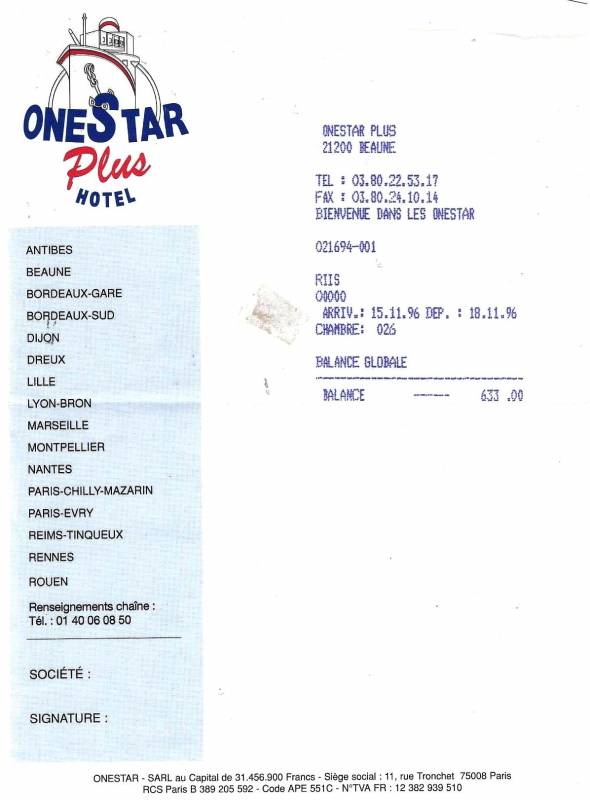 ONESTAR
Plus
HOTEL
ONESTAR PLUS
21200 BEAUNE
TEL : 03.80.22.53.17
FAX : 03.80.24.10.14
BIENVENUE DANS LES ONESTAR
021694-001
RIIS
00000
ARRIV.: 15.11.96 DEP. : 18.11.96
CHAMBRE: 026
BALANCE GLOBALE
BALANCE ------ 633 .00
ANTIBES
BEAUNE
BORDEAUX-GARE
BORDEAUX-SUD
DIJON
DREUX
LILLE
LYON-BRON
MARSEILLE
MONTPELLIER
NANTES
PARIS-CHILLY-MAZARIN
PARIS-EVRY
REIMS-TINQUEUX
RENNES
ROUEN
Renseignements chaîne :
Tél. : 01 40 06 08 50
SOCIÉTÉ :
SIGNATURE :
ONESTAR - SARL au Capital de 31.456.900 Francs - Siège social : 11, rue Tronchet 75008 Paris
RCS Paris B 389 205 592 - Code APE 551C - N°TVA FR : 12 382 939 510